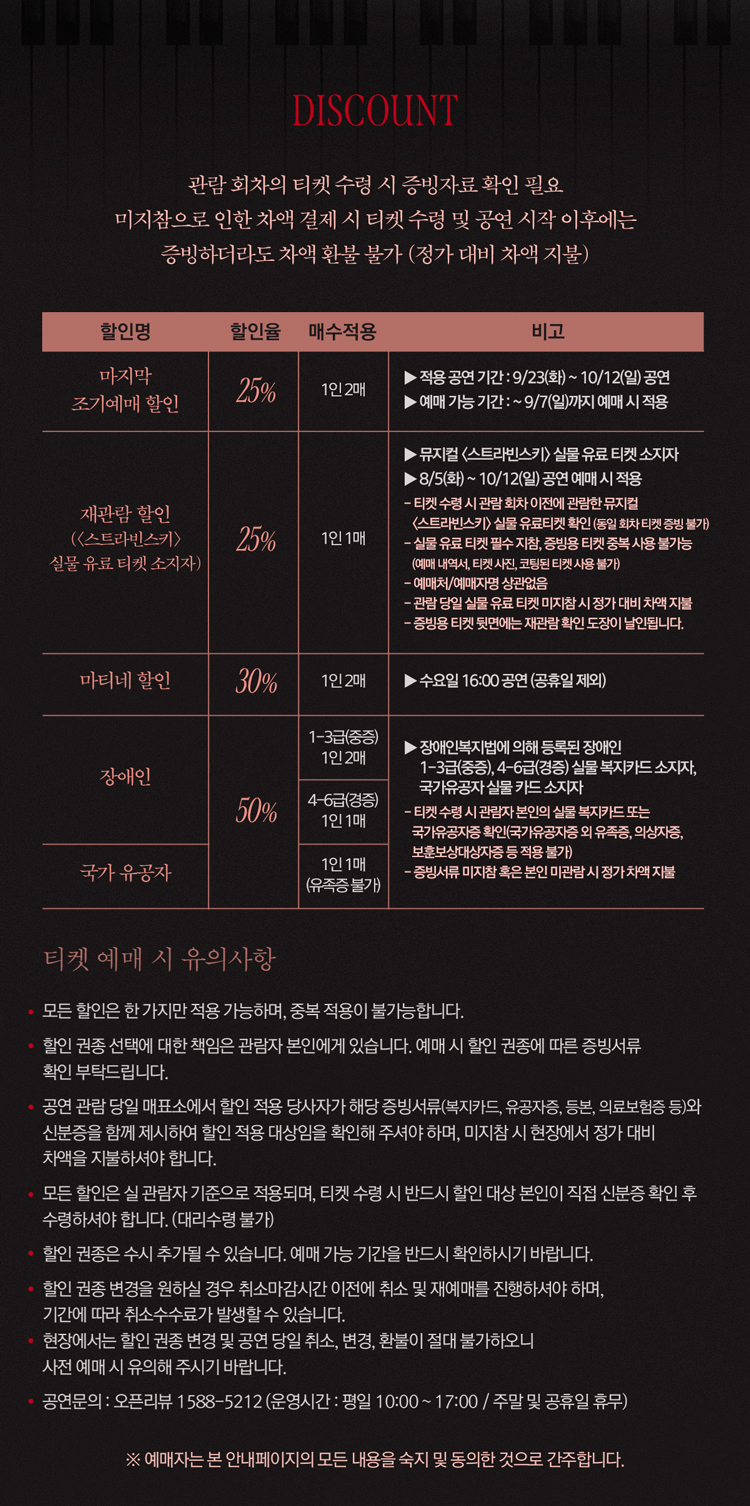 DISCOUNT
관람 회차의 티켓 수령 시 증빙자료 확인 필요
미지참으로 인한 차액 결제 시 티켓 수령 및 공연 시작 이후에는
증빙하더라도 차액 환불 불가 (정가 대비 차액 지불)
할인명 할인율 매수적용 비고
마지막
조기예매 할인
25%
1인 2매
▶ 적용 공연 기간 : 9/23(화) ~ 10/12(일) 공연
▶ 예매 가능 기간 : ~ 9/7(일)까지 예매 시 적용
재관람 할인
(〈스트라빈스키〉
실물 유료 티켓 소지자)
25%
1인 1매
▶ 뮤지컬 〈스트라빈스키〉 실물 유료 티켓 소지자
▶ 8/5(화) ~ 10/12(일) 공연 예매 시 적용
- 티켓 수령 시 관람 회차 이전에 관람한 뮤지컬
〈스트라빈스키〉 실물 유료티켓 확인 (동일 회차 티켓 증빙 불가)
- 실물 유료 티켓 필수 지참, 증빙용 티켓 중복 사용 불가능
(예매 내역서, 티켓 사진, 코팅된 티켓 사용 불가)
- 예매처/예매자명 상관없음
- 관람 당일 실물 유료 티켓 미지참 시 정가 대비 차액 지불
- 증빙용 티켓 뒷면에는 재관람 확인 도장이 날인됩니다.
마티네 할인
30%
1인 2매
▶ 수요일 16:00 공연 (공휴일 제외)
장애인
50%
1-3급(중증)
1인 2매
4-6급(경증)
1인 1매
▶ 장애인복지법에 의해 등록된 장애인
1-3급(중증), 4-6급(경증) 실물 복지카드 소지자,
국가유공자 실물 카드 소지자
- 티켓 수령 시 관람자 본인의 실물 복지카드 또는
국가유공자증 확인(국가유공자증 외 유족증, 의상자증,
보훈보상대상자증 등 적용 불가)
- 증빙서류 미지참 혹은 본인 미관람 시 정가 차액 지불
국가 유공자
1인 1매
(유족증 불가)
티켓 예매 시 유의사항
• 모든 할인은 한 가지만 적용 가능하며, 중복 적용이 불가능합니다.
• 할인 권종 선택에 대한 책임은 관람자 본인에게 있습니다. 예매 시 할인 권종에 따른 증빙서류
확인 부탁드립니다.
• 공연 관람 당일 매표소에서 할인 적용 당사자가 해당 증빙서류(복지카드, 유공자증, 등본, 의료보험증 등)와
신분증을 함께 제시하여 할인 적용 대상임을 확인해 주셔야 하며, 미지참 시 현장에서 정가 대비
차액을 지불하셔야 합니다.
• 모든 할인은 실 관람자 기준으로 적용되며, 티켓 수령 시 반드시 할인 대상 본인이 직접 신분증 확인 후
수령하셔야 합니다. (대리수령 불가)
• 할인 권종은 수시 추가될 수 있습니다. 예매 가능 기간을 반드시 확인하시기 바랍니다.
• 할인 권종 변경을 원하실 경우 취소마감시간 이전에 취소 및 재예매를 진행하셔야 하며,
기간에 따라 취소수수료가 발생할 수 있습니다.
• 현장에서는 할인 권종 변경 및 공연 당일 취소, 변경, 환불이 절대 불가하오니
사전 예매 시 유의해 주시기 바랍니다.
• 공연문의 : 오픈리뷰 1588-5212 (운영시간 : 평일 10:00 ~ 17:00 / 주말 및 공휴일 휴무)
※ 예매자는 본 안내페이지의 모든 내용을 숙지 및 동의한 것으로 간주합니다.